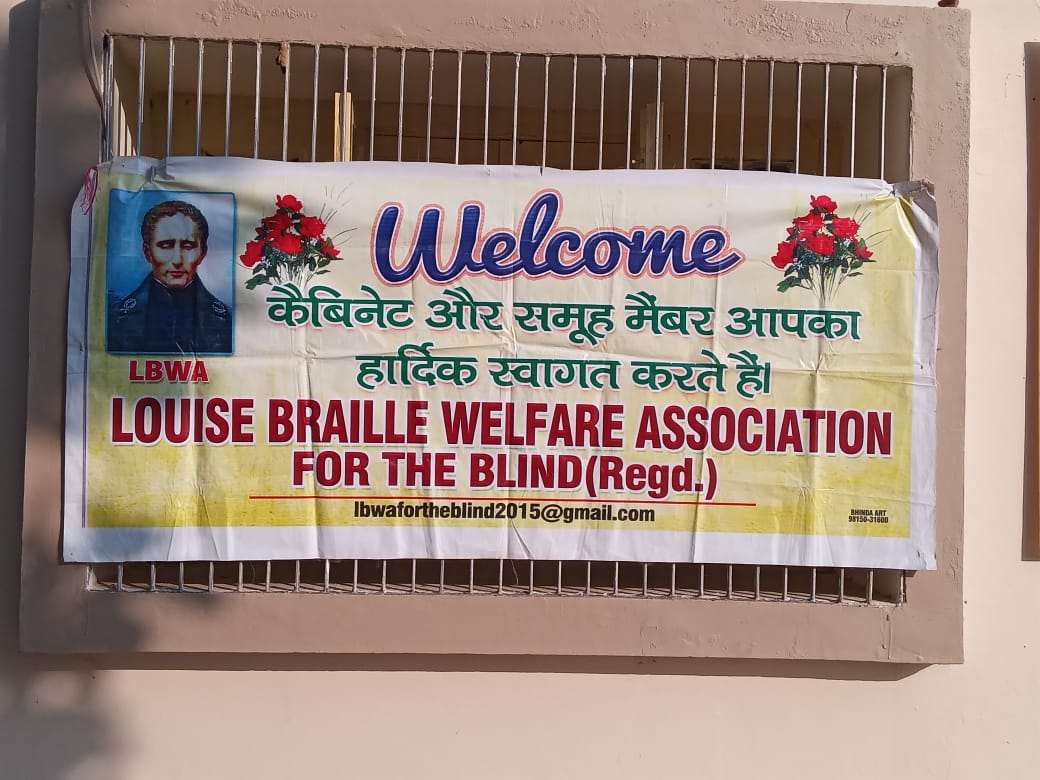 Welcome
कैबिनेट और समूह मैंबर आपका
हार्दिक स्वागत करते हैं।
LBWA
LOUISE BRAILLE WELFARE ASSOCIATION
FOR THE BLIND(Regd.)
lbwafortheblind2015@gmail.com
BHINDA ART
98150-31600